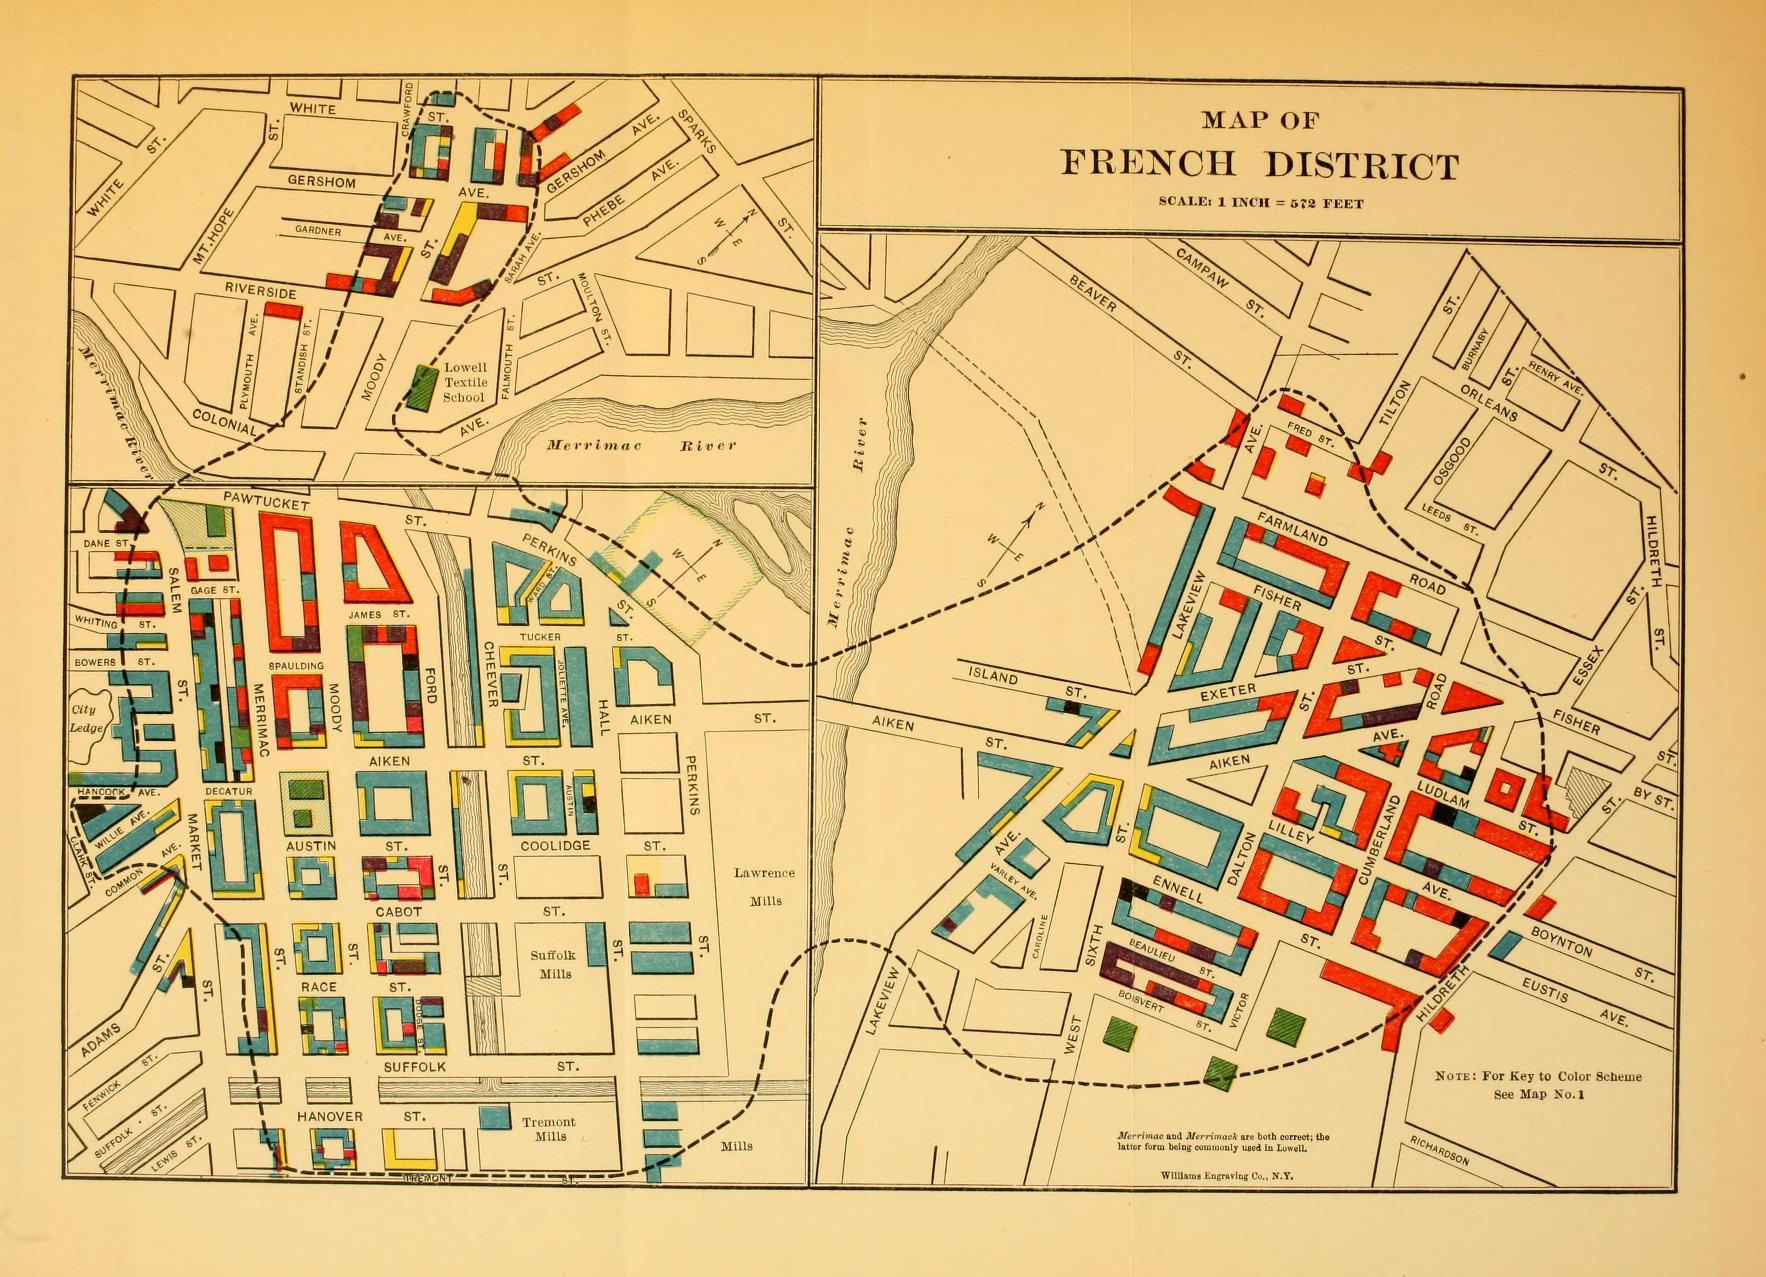 MAP OF
FRENCH DISTRICT
SCALE: 1 INCH = 572 FEET
WHITE
ST.
CRAWFORD
ST.
AVE.
SPARKS
ST.
WHITE
ST.
GERSHOM
AVE.
GERSHOM
PHEBE
AVE.
MT. HOPE
GARDNER
AVE.
ST.
SARAH AVE.
N
W
E
S
RIVERSIDE
ST.
MOULTON ST.
PLYMOUTH
AVE.
STANDISH ST.
MOODY
FALMOUTH ST.
Lowell
Textile
School
COLONIAL
AVE.
Merrimac River
Merrimac River
PAWTUCKET
ST.
DANE ST.
SALEM
ST.
GAGE ST.
PERKINS
ST.
WARD ST.
N
W
E
S
JAMES ST.
WHITING ST.
BOWERS ST.
TUCKER
ST.
SPAULDING
City
Ledge
MERRIMAC
MOODY
FORD
CHEEVER
JOLIETTE AVE.
HALL
AIKEN
ST.
AIKEN
ST.
PERKINS
HANCOCK AVE.
DECATUR
AUSTIN
WILLIE AVE.
CLARK ST.
COMMON
AVE.
MARKET
AUSTIN
ST.
COOLIDGE
ST.
ST.
ST.
Lawrence
Mills
CABOT
ST.
ST.
ST.
ST.
ST.
ST.
ST.
RACE
ST.
Suffolk
Mills
ADAMS
SUFFOLK
ST.
FENWICK ST.
SUFFOLK ST.
LEWIS ST.
HANOVER
ST.
Tremont
Mills
Mills
TREMONT
ST.
BEAVER
ST.
CAMPAW
ST.
ST.
BURNABY
ST.
HENRY AVE.
ORLEANS
ST.
TILTON
OSGOOD
LEEDS ST.
HILDRETH
ST.
AVE.
FRED ST.
Merrimac River
N
W
E
S
FARMLAND
ROAD
LAKEVIEW
FISHER
ST.
ST.
ROAD
ESSEX
ST.
ISLAND
ST.
EXETER
ST.
FISHER
ST.
AIKEN
ST.
AIKEN
AVE.
LUDLAM
ST.
BY ST.
ST.
AVE.
VARLEY AVE.
ST.
LILLEY
AVE.
DALTON
CUMBERLAND
ENNELL
ST.
CAROLINE
SIXTH
BEAULIEU
ST.
BOISVERT
ST.
VICTOR
LAKEVIEW
WEST
BOYNTON
ST.
EUSTIS
AVE.
HILDRETH
NOTE: For Key to Color Scheme
See Map No. 1
Merrimac and Merrimack are both correct; the
latter form being commonly used in Lowell.
Williams Engraving Co., N.Y.
RICHARDSON